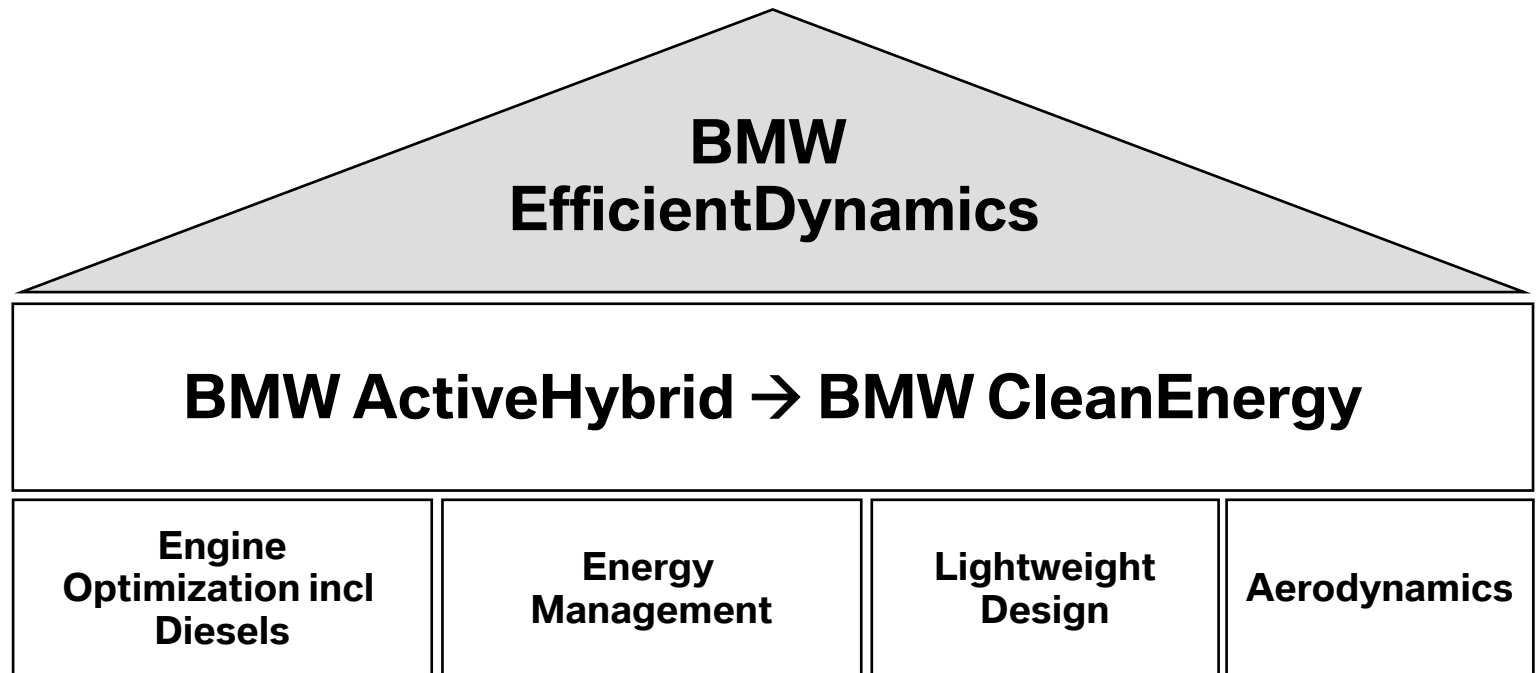 BMW
EfficientDynamics
BMW ActiveHybrid → BMW CleanEnergy
Engine
Optimization incl
Diesels
Energy
Management
Lightweight
Design
Aerodynamics